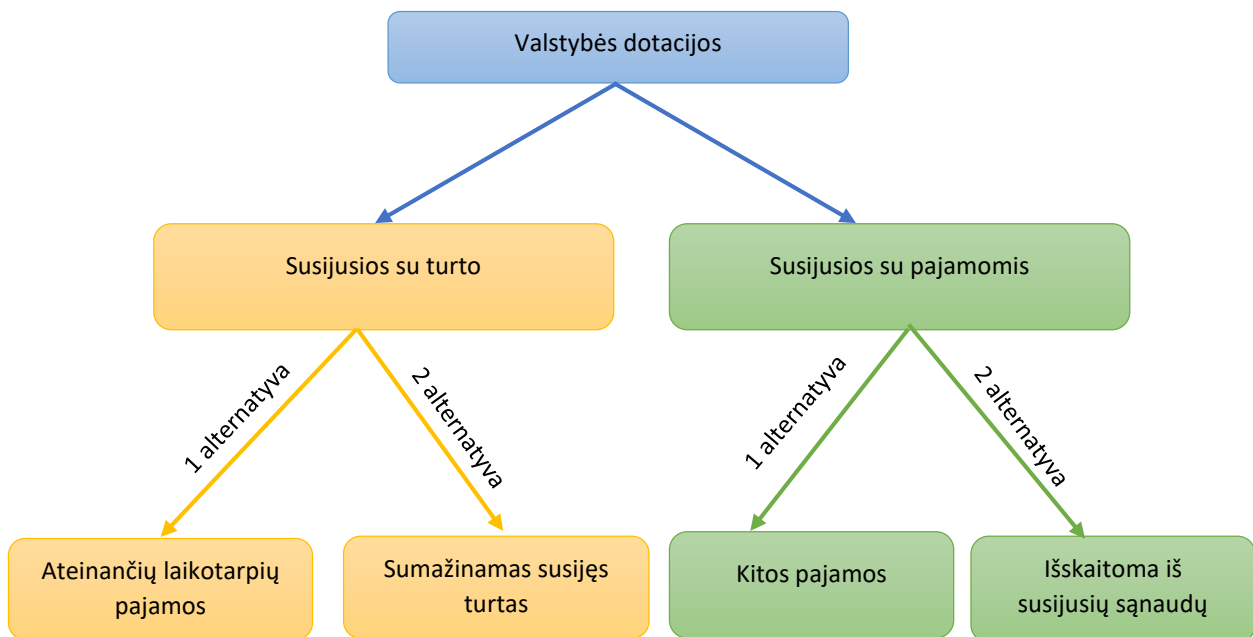 Valstybės dotacijos
Susijusios su turto
Susijusios su pajamomis
1 alternatyva
2 alternatyva
1 alternatyva
2 alternatyva
Ateinančių laikotarpių
pajamos
Sumažinamas susijęs
turtas
Kitos pajamos
Išskaitoma iš
susijusių sąnaudų